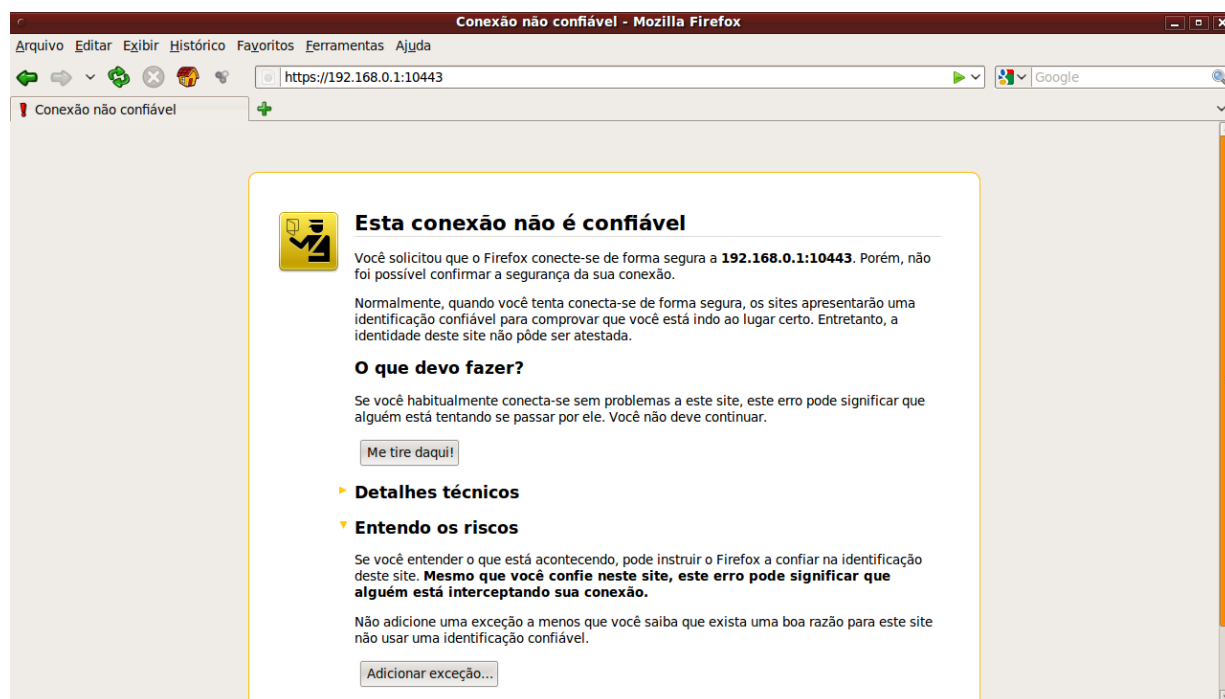 Conexão não confiável - Mozilla Firefox
Arquivo Editar Exibir Histórico Favoritos Ferramentas Ajuda
https://192.168.0.1:10443
Google
Conexão não confiável
Esta conexão não é confiável
Você solicitou que o Firefox conecte-se de forma segura a 192.168.0.1:10443. Porém, não
foi possível confirmar a segurança da sua conexão.
Normalmente, quando você tenta conecta-se de forma segura, os sites apresentarão uma
identificação confiável para comprovar que você está indo ao lugar certo. Entretanto, a
identidade deste site não pôde ser atestada.
O que devo fazer?
Se você habitualmente conecta-se sem problemas a este site, este erro pode significar que
alguém está tentando se passar por ele. Você não deve continuar.
Me tire daqui!
Detalhes técnicos
Entendo os riscos
Se você entender o que está acontecendo, pode instruir o Firefox a confiar na identificação
deste site. Mesmo que você confie neste site, este erro pode significar que
alguém está interceptando sua conexão.
Não adicione uma exceção a menos que você saiba que exista uma boa razão para este site
não usar uma identificação confiável.
Adicionar exceção...